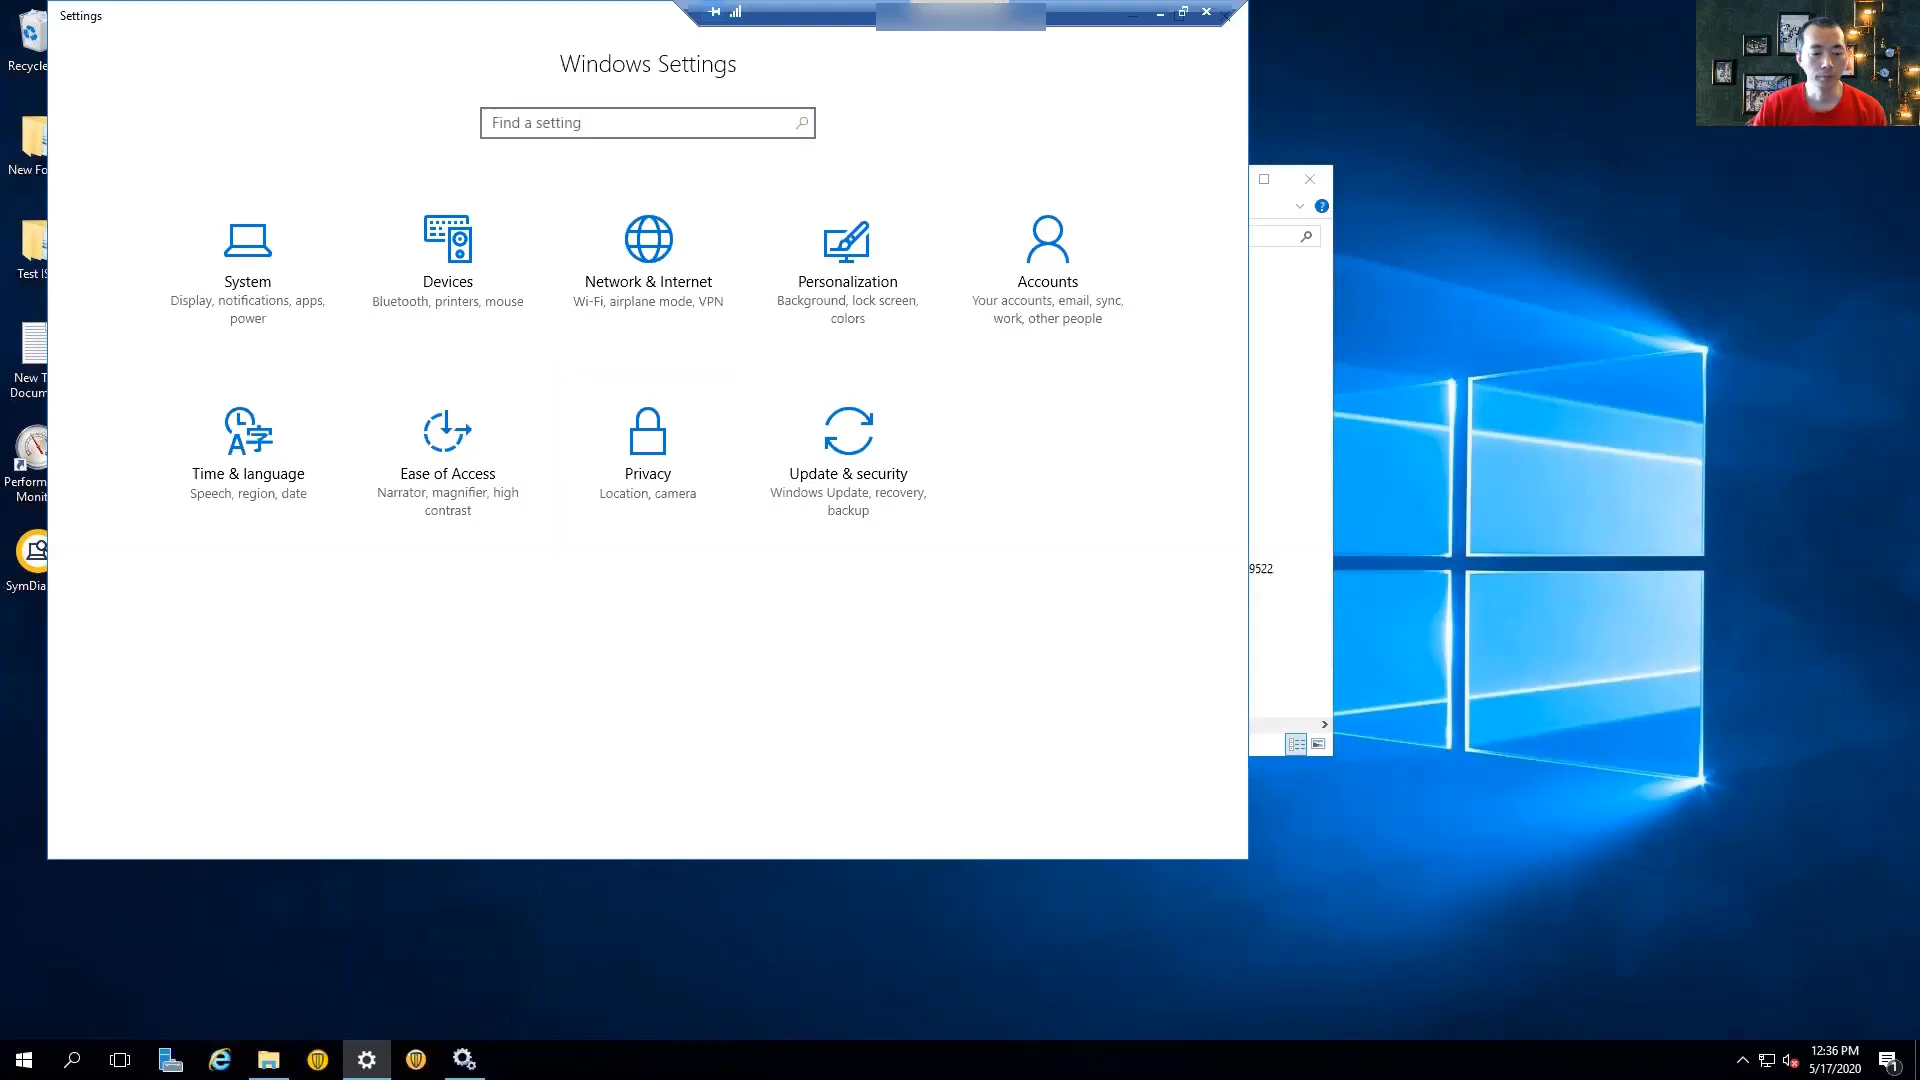 Settings
Windows Settings
Find a setting
System
Display, notifications, apps,
power
Devices
Bluetooth, printers, mouse
Network & Internet
Wi-Fi, airplane mode, VPN
Personalization
Background, lock screen,
colors
Accounts
Your accounts, email, sync,
work, other people
Time & language
Speech, region, date
Ease of Access
Narrator, magnifier, high
contrast
Privacy
Location, camera
Update & security
Windows Update, recovery,
backup
Recycle
New Fo
Test IS
New T
Docum
Perform
Monit
SymDia
9522
12:36 PM
5/17/2020
1